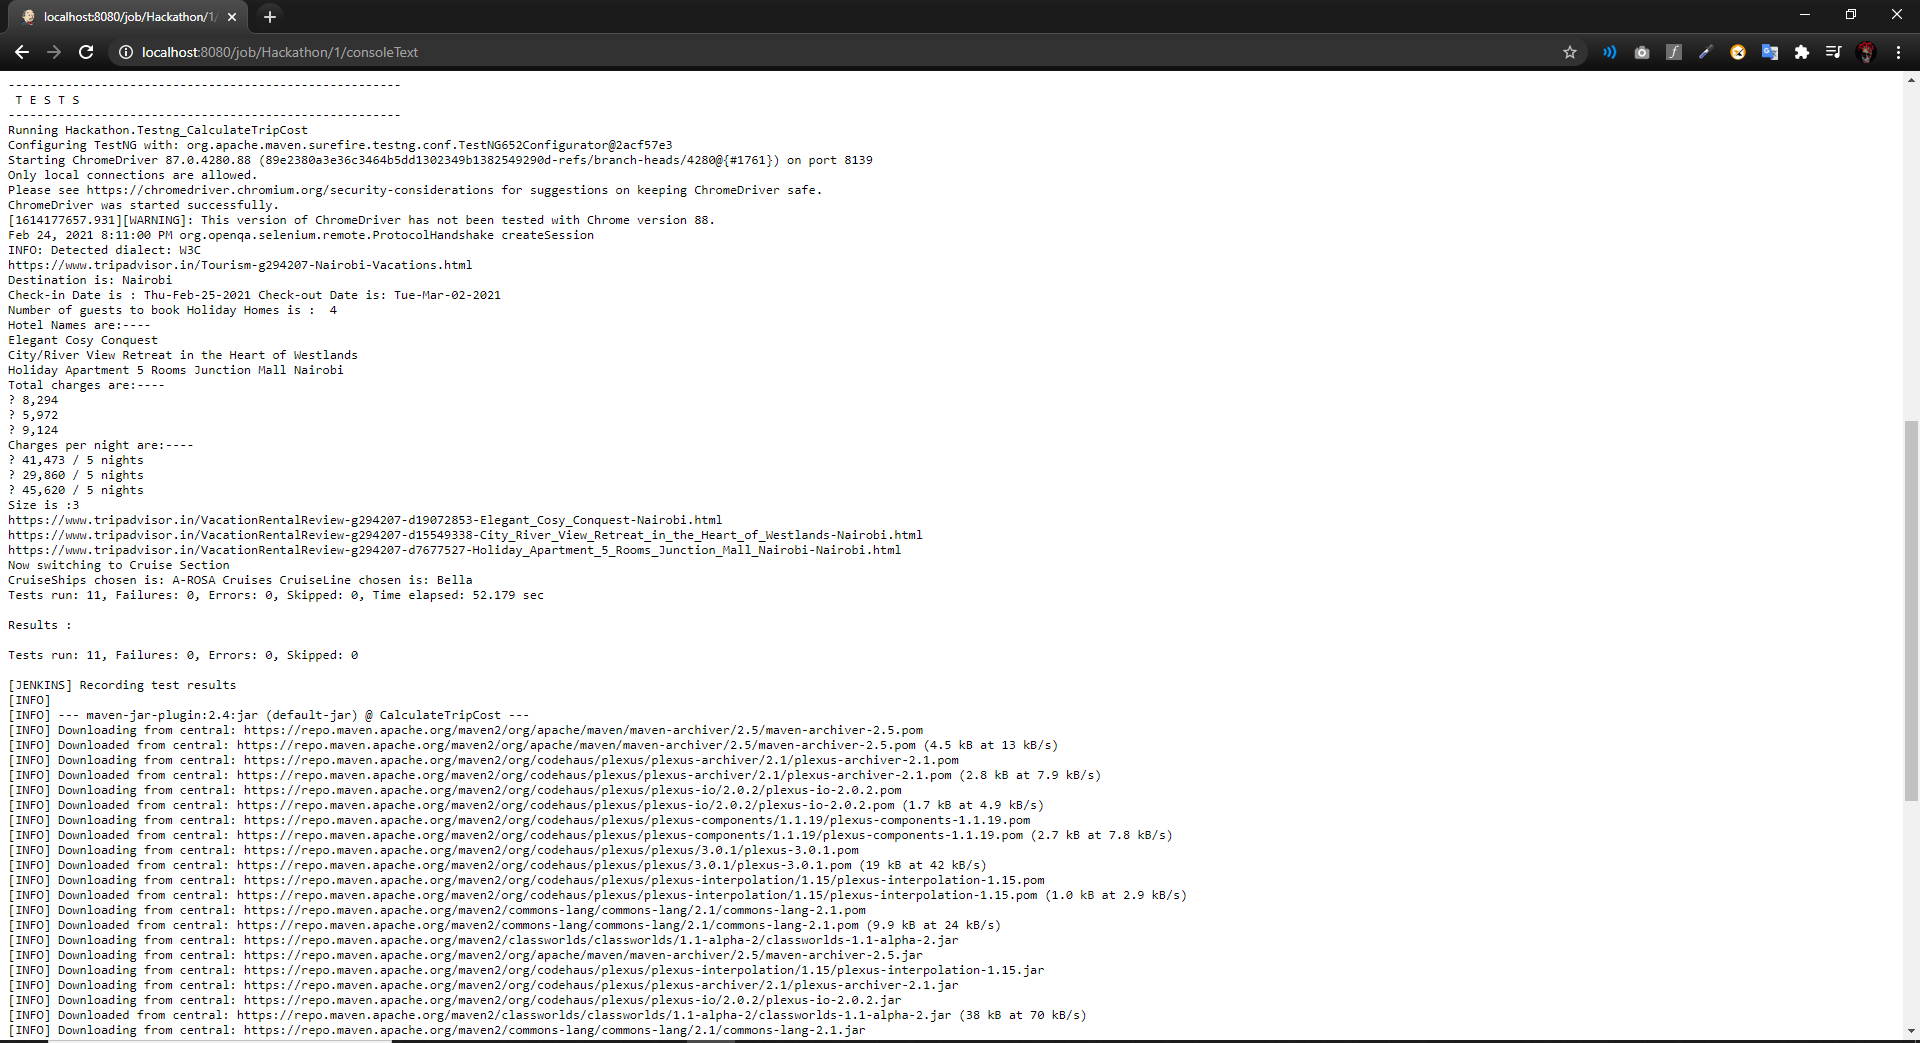 localhost:8080/job/Hackathon/1/
localhost:8080/job/Hackathon/1/consoleText
-------------------------------------------------------
 T E S T S
-------------------------------------------------------
Running Hackathon.Testng_CalculateTripCost
Configuring TestNG with: org.apache.maven.surefire.testng.conf.TestNG652Configurator@2acf57e3
Starting ChromeDriver 87.0.4280.88 (89e2380a3e36c3464b5dd1302349b1382549290d-refs/branch-heads/4280@{#1761}) on port 8139
Only local connections are allowed.
Please see https://chromedriver.chromium.org/security-considerations for suggestions on keeping ChromeDriver safe.
ChromeDriver was started successfully.
[1614177657.931][WARNING]: This version of ChromeDriver has not been tested with Chrome version 88.
Feb 24, 2021 8:11:00 PM org.openqa.selenium.remote.ProtocolHandshake createSession
INFO: Detected dialect: W3C
https://www.tripadvisor.in/Tourism-g294207-Nairobi-Vacations.html
Destination is: Nairobi
Check-in Date is : Thu-Feb-25-2021 Check-out Date is: Tue-Mar-02-2021
Number of guests to book Holiday Homes is :  4
Hotel Names are:----
Elegant Cosy Conquest
City/River View Retreat in the Heart of Westlands
Holiday Apartment 5 Rooms Junction Mall Nairobi
Total charges are:----
? 8,294
? 5,972
? 9,124
Charges per night are:----
? 41,473 / 5 nights
? 29,860 / 5 nights
? 45,620 / 5 nights
Size is :3
https://www.tripadvisor.in/VacationRentalReview-g294207-d19072853-Elegant_Cosy_Conquest-Nairobi.html
https://www.tripadvisor.in/VacationRentalReview-g294207-d15549338-City_River_View_Retreat_in_the_Heart_of_Westlands-Nairobi.html
https://www.tripadvisor.in/VacationRentalReview-g294207-d7677527-Holiday_Apartment_5_Rooms_Junction_Mall_Nairobi-Nairobi.html
Now switching to Cruise Section
CruiseShips chosen is: A-ROSA Cruises CruiseLine chosen is: Bella
Tests run: 11, Failures: 0, Errors: 0, Skipped: 0, Time elapsed: 52.179 sec
Results :
Tests run: 11, Failures: 0, Errors: 0, Skipped: 0
[JENKINS] Recording test results
[INFO]
[INFO] --- maven-jar-plugin:2.4:jar (default-jar) @ CalculateTripCost ---
[INFO] Downloading from central: https://repo.maven.apache.org/maven2/org/apache/maven/maven-archiver/2.5/maven-archiver-2.5.pom
[INFO] Downloaded from central: https://repo.maven.apache.org/maven2/org/apache/maven/maven-archiver/2.5/maven-archiver-2.5.pom (4.5 kB at 13 kB/s)
[INFO] Downloading from central: https://repo.maven.apache.org/maven2/org/codehaus/plexus/plexus-archiver/2.1/plexus-archiver-2.1.pom
[INFO] Downloaded from central: https://repo.maven.apache.org/maven2/org/codehaus/plexus/plexus-archiver/2.1/plexus-archiver-2.1.pom (2.8 kB at 7.9 kB/s)
[INFO] Downloading from central: https://repo.maven.apache.org/maven2/org/codehaus/plexus/plexus-io/2.0.2/plexus-io-2.0.2.pom
[INFO] Downloaded from central: https://repo.maven.apache.org/maven2/org/codehaus/plexus/plexus-io/2.0.2/plexus-io-2.0.2.pom (1.7 kB at 4.9 kB/s)
[INFO] Downloading from central: https://repo.maven.apache.org/maven2/org/codehaus/plexus/plexus-components/1.1.19/plexus-components-1.1.19.pom
[INFO] Downloaded from central: https://repo.maven.apache.org/maven2/org/codehaus/plexus/plexus-components/1.1.19/plexus-components-1.1.19.pom (2.7 kB at 7.8 kB/s)
[INFO] Downloading from central: https://repo.maven.apache.org/maven2/org/codehaus/plexus/plexus/3.0.1/plexus-3.0.1.pom
[INFO] Downloaded from central: https://repo.maven.apache.org/maven2/org/codehaus/plexus/plexus/3.0.1/plexus-3.0.1.pom (19 kB at 42 kB/s)
[INFO] Downloading from central: https://repo.maven.apache.org/maven2/org/codehaus/plexus/plexus-interpolation/1.15/plexus-interpolation-1.15.pom
[INFO] Downloaded from central: https://repo.maven.apache.org/maven2/org/codehaus/plexus/plexus-interpolation/1.15/plexus-interpolation-1.15.pom (1.0 kB at 2.9 kB/s)
[INFO] Downloading from central: https://repo.maven.apache.org/maven2/commons-lang/commons-lang/2.1/commons-lang-2.1.pom
[INFO] Downloaded from central: https://repo.maven.apache.org/maven2/commons-lang/commons-lang/2.1/commons-lang-2.1.pom (9.9 kB at 24 kB/s)
[INFO] Downloading from central: https://repo.maven.apache.org/maven2/classworlds/classworlds/1.1-alpha-2/classworlds-1.1-alpha-2.jar
[INFO] Downloading from central: https://repo.maven.apache.org/maven2/org/apache/maven/maven-archiver/2.5/maven-archiver-2.5.jar
[INFO] Downloading from central: https://repo.maven.apache.org/maven2/org/codehaus/plexus/plexus-interpolation/1.15/plexus-interpolation-1.15.jar
[INFO] Downloading from central: https://repo.maven.apache.org/maven2/org/codehaus/plexus/plexus-archiver/2.1/plexus-archiver-2.1.jar
[INFO] Downloading from central: https://repo.maven.apache.org/maven2/org/codehaus/plexus/plexus-io/2.0.2/plexus-io-2.0.2.jar
[INFO] Downloaded from central: https://repo.maven.apache.org/maven2/classworlds/classworlds/1.1-alpha-2/classworlds-1.1-alpha-2.jar (38 kB at 70 kB/s)
[INFO] Downloading from central: https://repo.maven.apache.org/maven2/commons-lang/commons-lang/2.1/commons-lang-2.1.jar